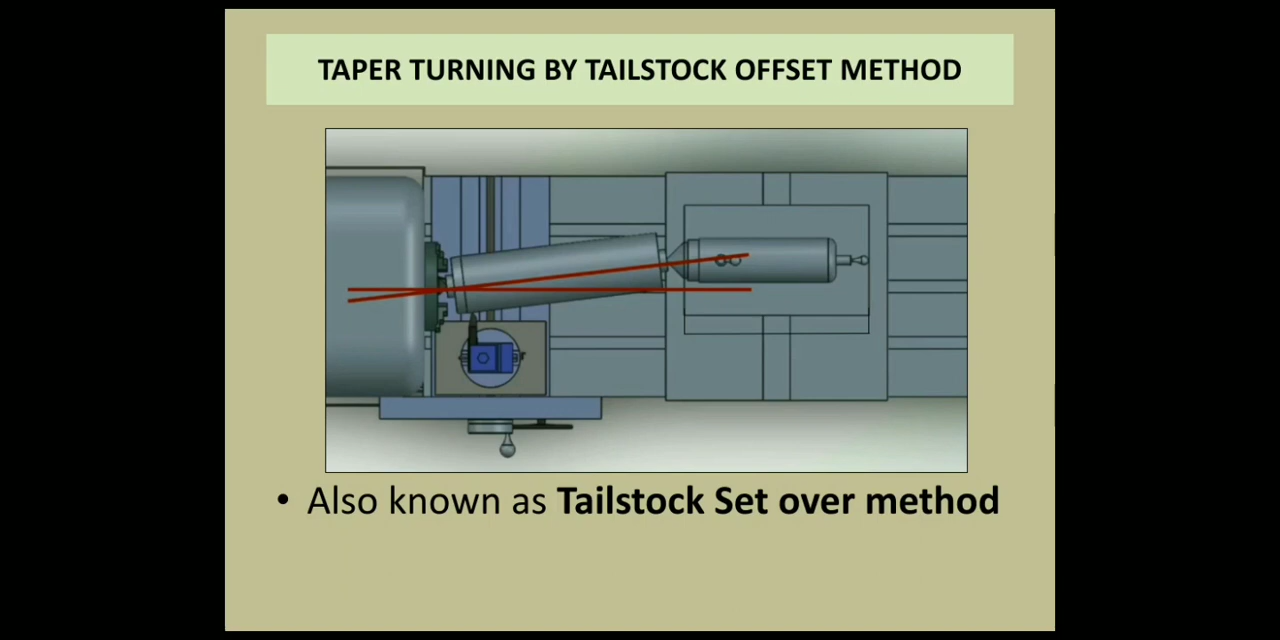 TAPER TURNING BY TAILSTOCK OFFSET METHOD
• Also known as Tailstock Set over method